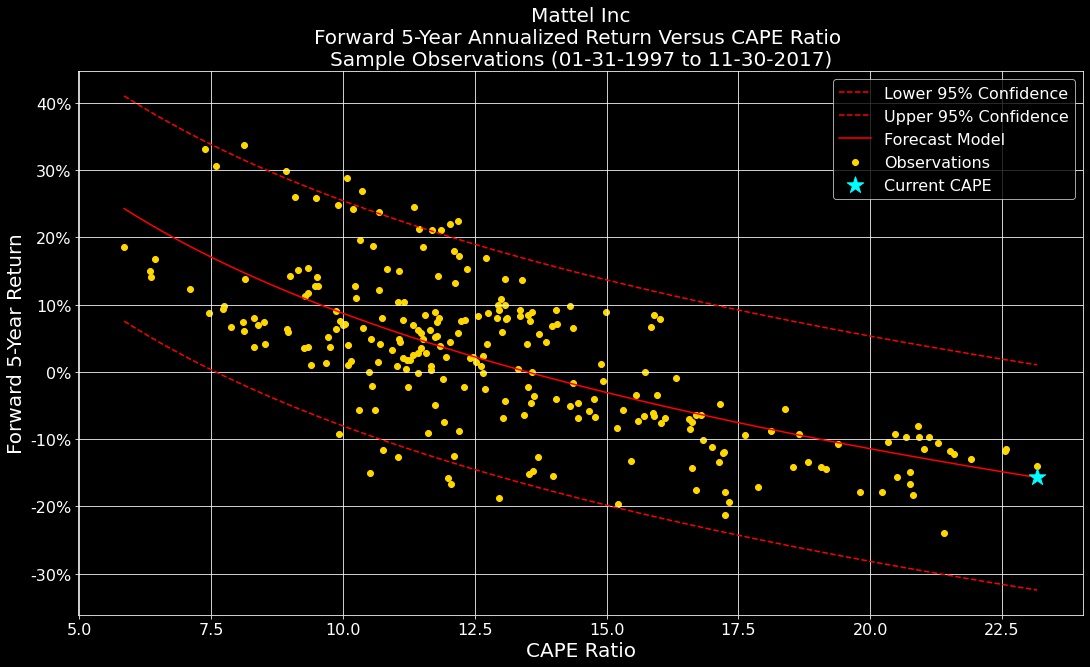 Mattel Inc
Forward 5-Year Annualized Return Versus CAPE Ratio
Sample Observations (01-31-1997 to 11-30-2017)
Lower 95% Confidence
Upper 95% Confidence
Forecast Model
Observations
Current CAPE
Forward 5-Year Return
40%
30%
20%
10%
0%
-10%
-20%
-30%
5.0 7.5 10.0 12.5 15.0 17.5 20.0 22.5
CAPE Ratio